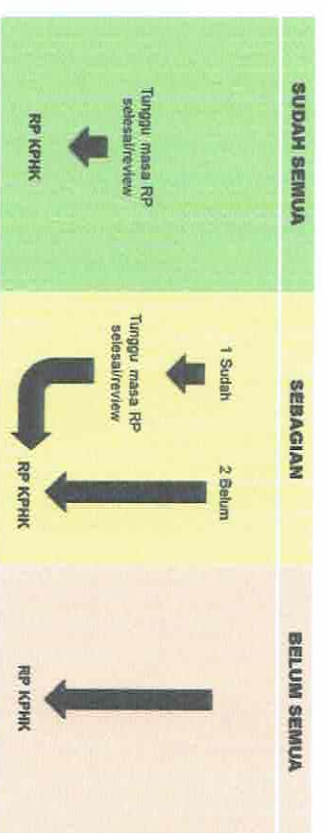 SUDAH SEMUA
Tunggu masa RP
selesai/review
RP KPHK
SEBAGIAN
1 Sudah
2 Belum
Tunggu masa RP
selesai/review
RP KPHK
BELUM SEMUA
RP KPHK